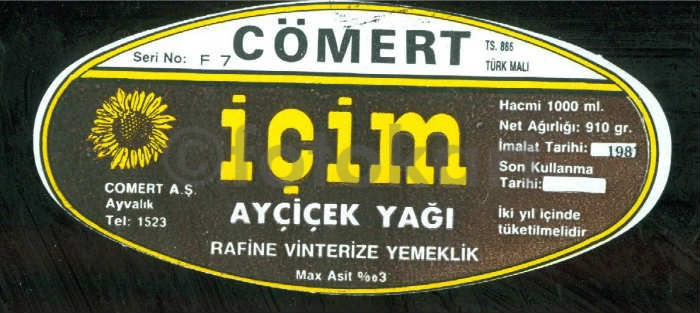 Seri No: F 7
CÖMERT
TS. 886
TÜRK MALI
içim
Hacmi 1000 ml.
Net Ağırlığı: 910 gr.
İmalat Tarihi: 1981
Son Kullanma
Tarihi:
İki yıl içinde
tüketilmelidir
COMERT A.Ş.
Ayvalık
Tel: 1523
AYÇİÇEK YAĞI
RAFİNE VİNTERİZE YEMEKLİK
Max Asit %03